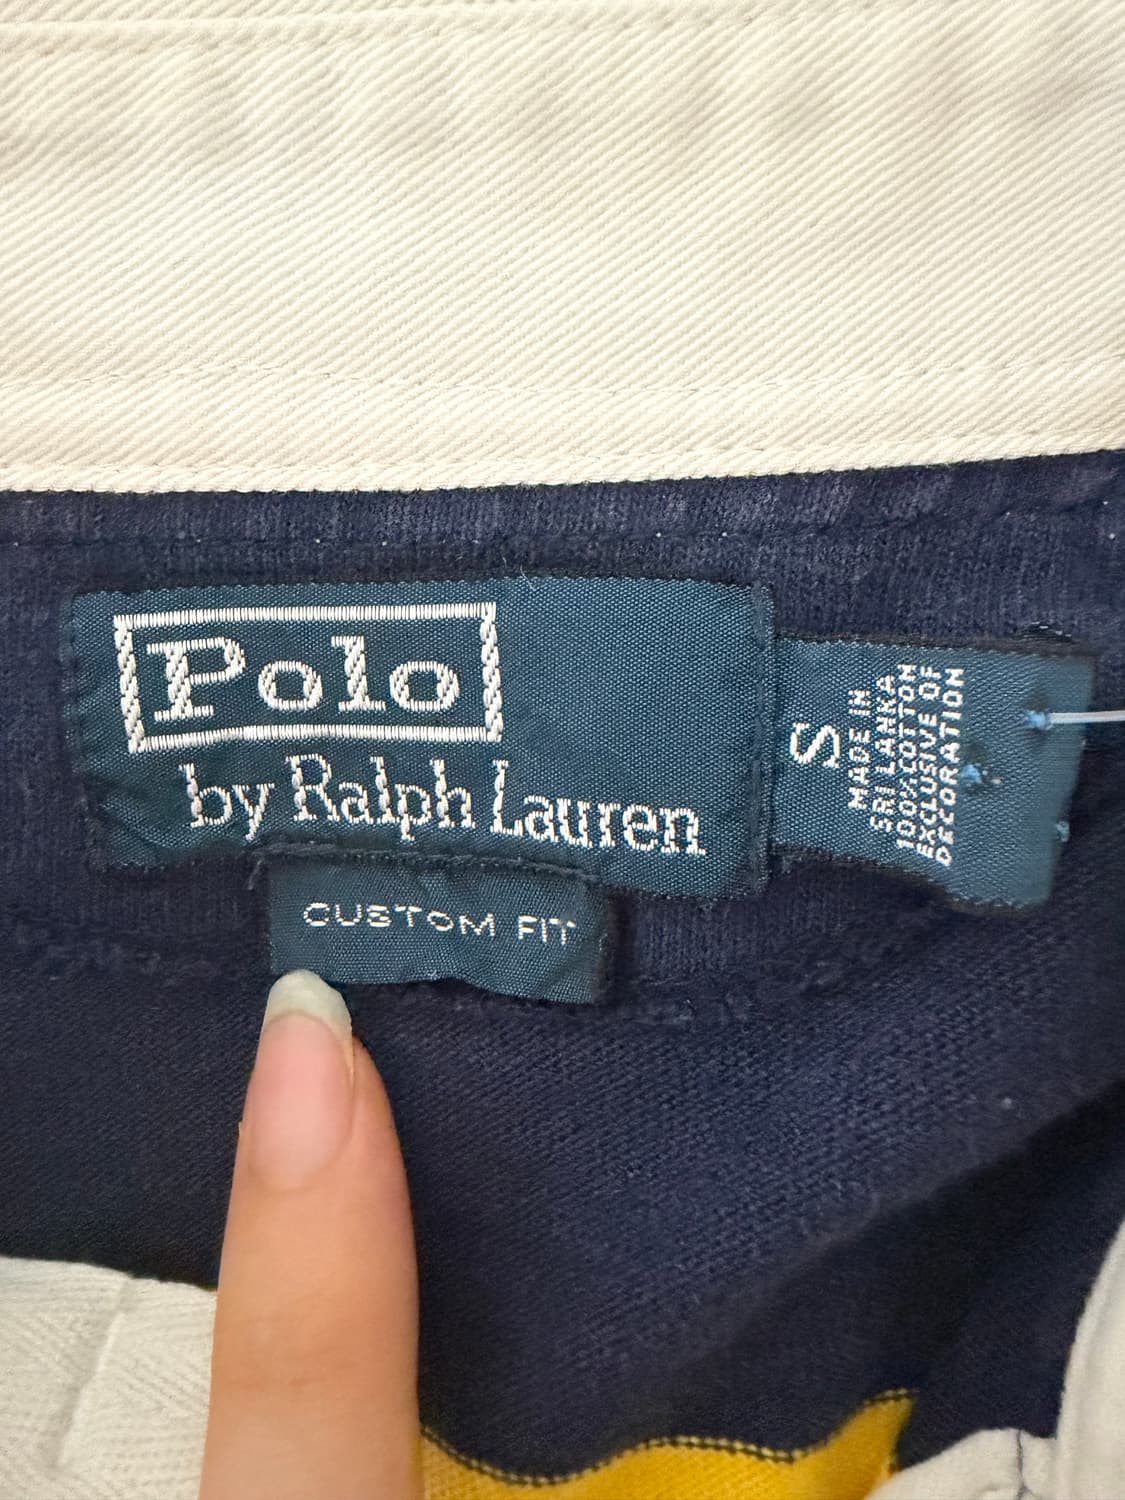 Polo
by Ralph Lauren
CUSTOM FIT
S
MADE IN
SRI LANKA
100% COTTON
EXCLUSIVE OF
DECORATION